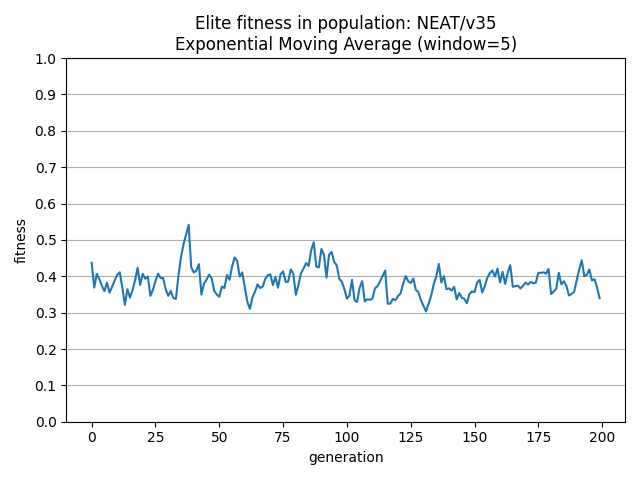 Elite fitness in population: NEAT/v35
Exponential Moving Average (window=5)
1.0
0.9
0.8
0.7
0.6
0.5
0.4
0.3
0.2
0.1
0.0
fitness
0 25 50 75 100 125 150 175 200
generation